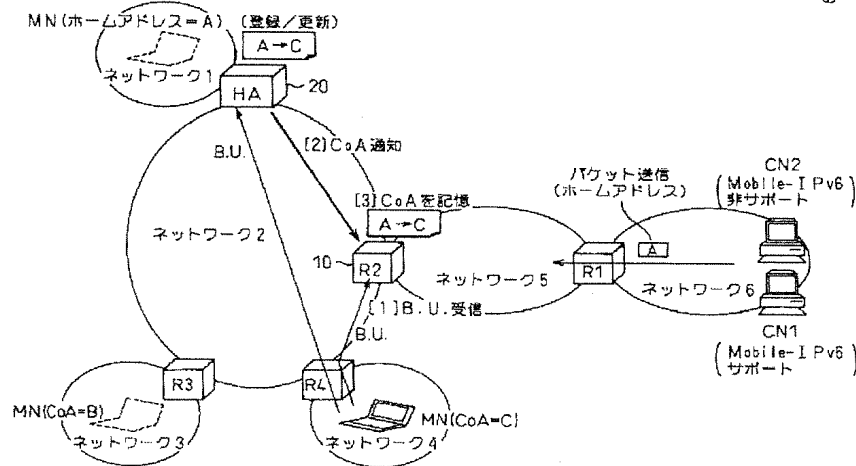 MN(ホームアドレス=A)
(登録/更新)
A→C
ネットワーク1
HA
20
B.U.
[2]CoA通知
[3]CoAを記憶
A→C
パケット送信
(ホームアドレス)
A
CN2
(Mobile-IPv6
非サポート)
ネットワーク2
10
R2
ネットワーク5
R1
ネットワーク6
[1]B.U.受信
B.U.
CN1
(Mobile-IPv6
サポート)
R3
R4
MN(CoA=B)
ネットワーク3
MN(CoA=C)
ネットワーク4